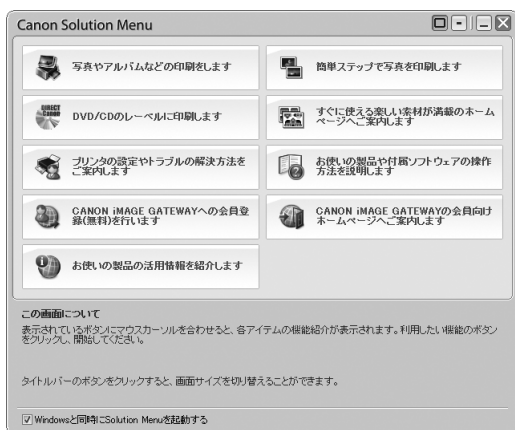 Canon Solution Menu
写真やアルバムなどの印刷をします
簡単ステップで写真を印刷します
DIRECT
DVD/CDのレーベルに印刷します
すぐに使える楽しい素材が満載のホーム
ページへご案内します
プリンタの設定やトラブルの解決方法を
ご案内します
お使いの製品や付属ソフトウェアの操作
方法を説明します
CANON iMAGE GATEWAYへの会員登
録(無料)を行います
CANON iMAGE GATEWAYの会員向け
ホームページへご案内します
お使いの製品の活用情報を紹介します
この画面について
表示されているボタンにマウスカーソルを合わせると、各アイテムの機能紹介が表示されます。利用したい機能のボタン
をクリックし、開始してください。
タイトルバーのボタンをクリックすると、画面サイズを切り替えることができます。
Windowsと同時にSolution Menuを起動する